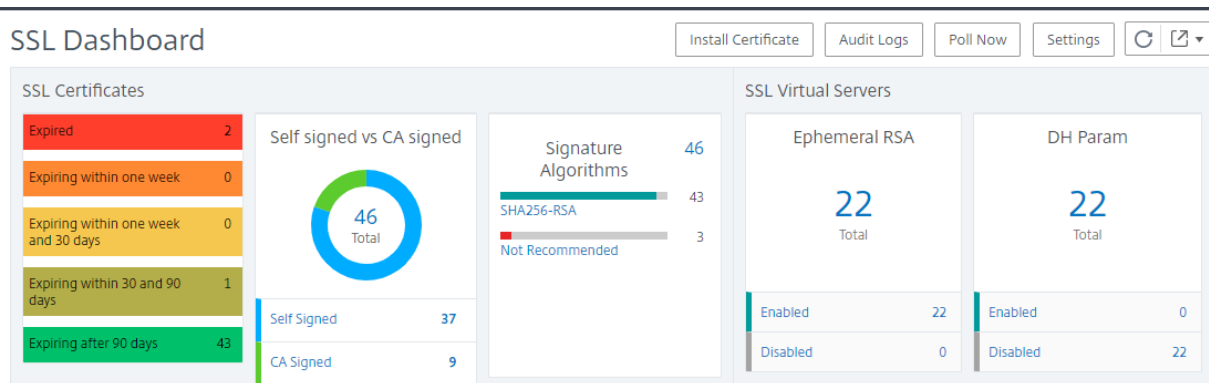 SSL Dashboard
Install Certificate
Audit Logs
Poll Now
Settings
SSL Certificates
Expired 2
Expiring within one week 0
Expiring within one week 0
and 30 days
Expiring within 30 and 90 1
days
Expiring after 90 days 43
Self signed vs CA signed
46
Total
Self Signed 37
CA Signed 9
Signature 46
Algorithms
43
SHA256-RSA
3
Not Recommended
SSL Virtual Servers
Ephemeral RSA
22
Total
Enabled 22
Disabled 0
DH Param
22
Total
Enabled 0
Disabled 22